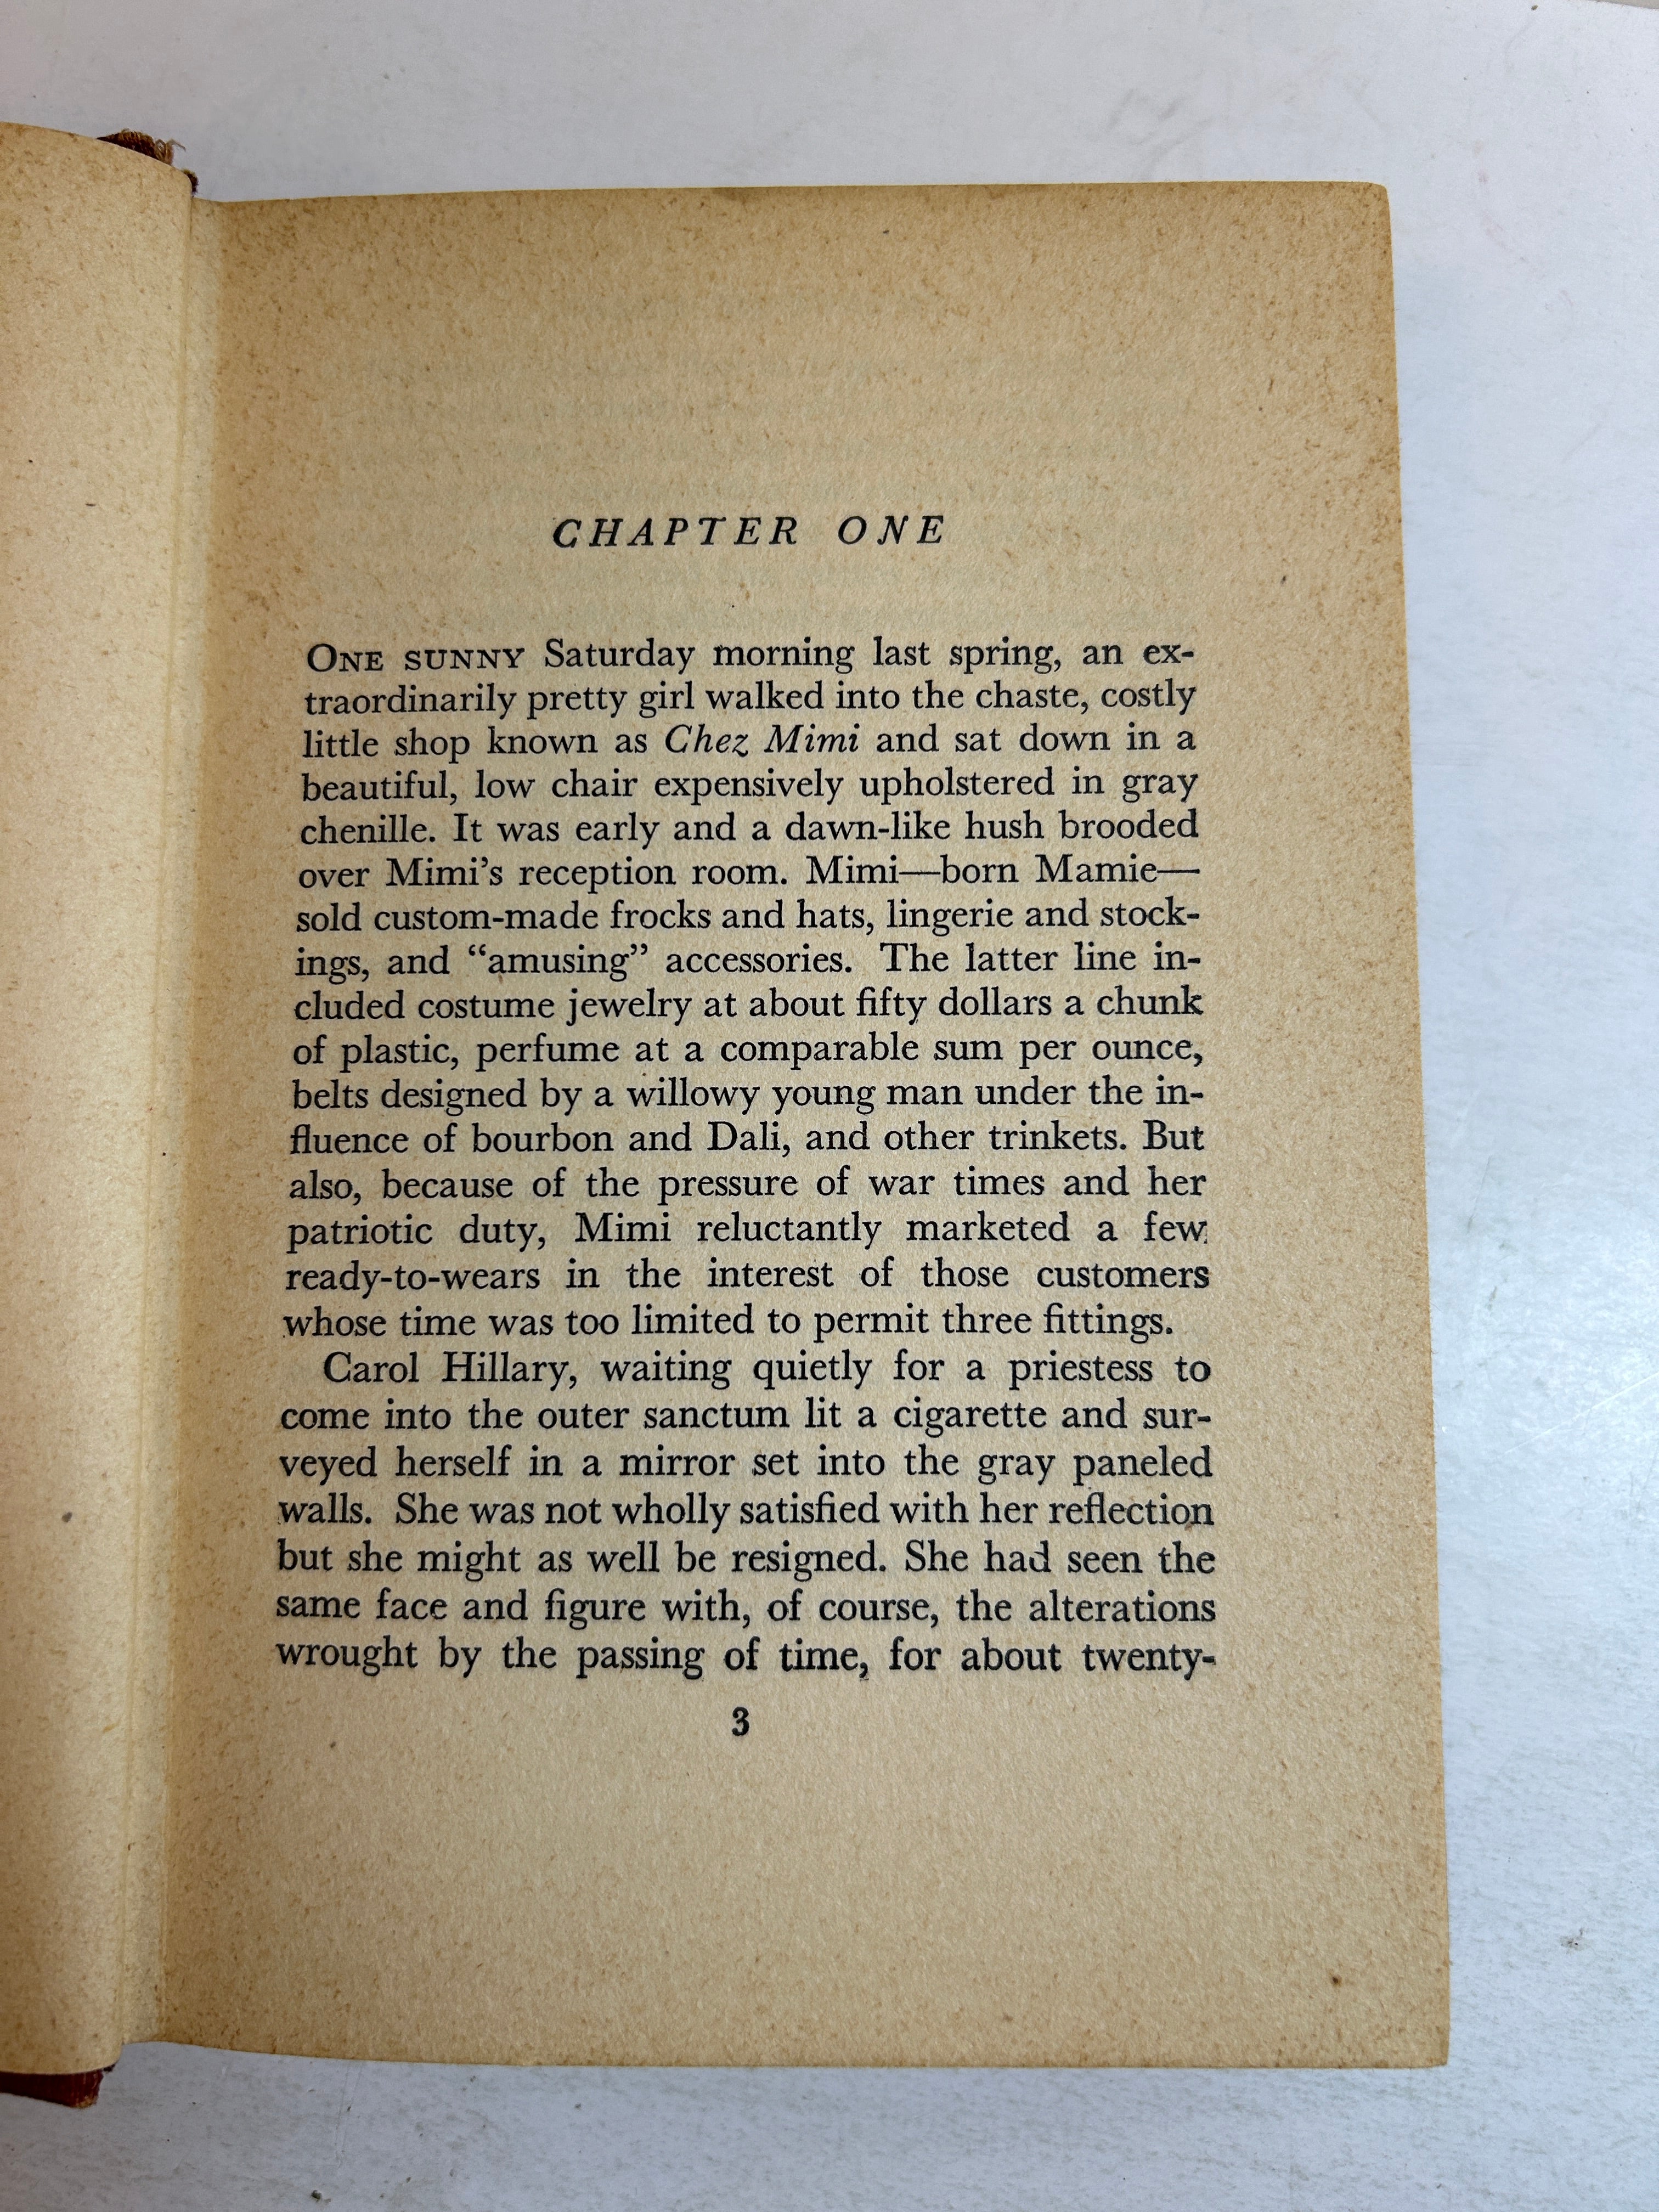 CHAPTER ONE
ONE SUNNY Saturday morning last spring, an ex-
traordinarily pretty girl walked into the chaste, costly
little shop known as Chez Mimi and sat down in a
beautiful, low chair expensively upholstered in gray
chenille. It was early and a dawn-like hush brooded
over Mimi’s reception room. Mimi—born Mamie—
sold custom-made frocks and hats, lingerie and stock-
ings, and “amusing” accessories. The latter line in-
cluded costume jewelry at about fifty dollars a chunk
of plastic, perfume at a comparable sum per ounce,
belts designed by a willowy young man under the in-
fluence of bourbon and Dali, and other trinkets. But
also, because of the pressure of war times and her
patriotic duty, Mimi reluctantly marketed a few
ready-to-wears in the interest of those customers
whose time was too limited to permit three fittings.
Carol Hillary, waiting quietly for a priestess to
come into the outer sanctum lit a cigarette and sur-
veyed herself in a mirror set into the gray paneled
walls. She was not wholly satisfied with her reflection
but she might as well be resigned. She had seen the
same face and figure with, of course, the alterations
wrought by the passing of time, for about twenty-
3